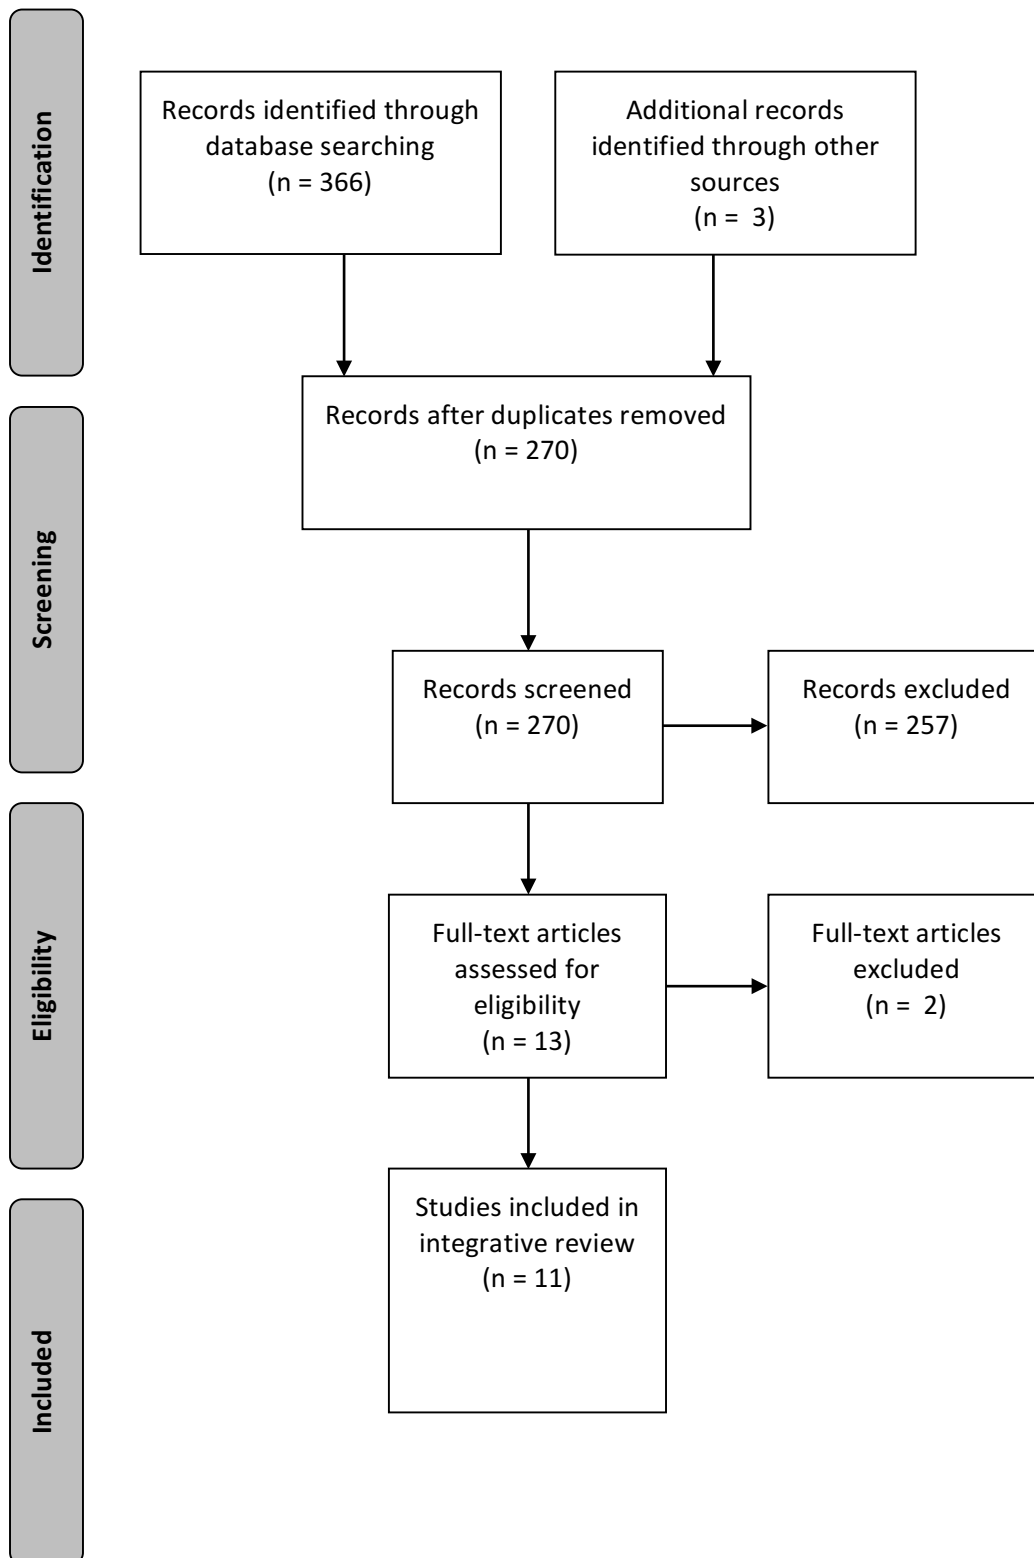 Identification
Records identified through
database searching
(n = 366)
Additional records
identified through other
sources
(n =  3)
Records after duplicates removed
(n = 270)
Screening
Records screened
(n = 270)
Records excluded
(n = 257)
Eligibility
Full-text articles
assessed for
eligibility
(n = 13)
Full-text articles
excluded
(n =  2)
Included
Studies included in
integrative review
(n = 11)